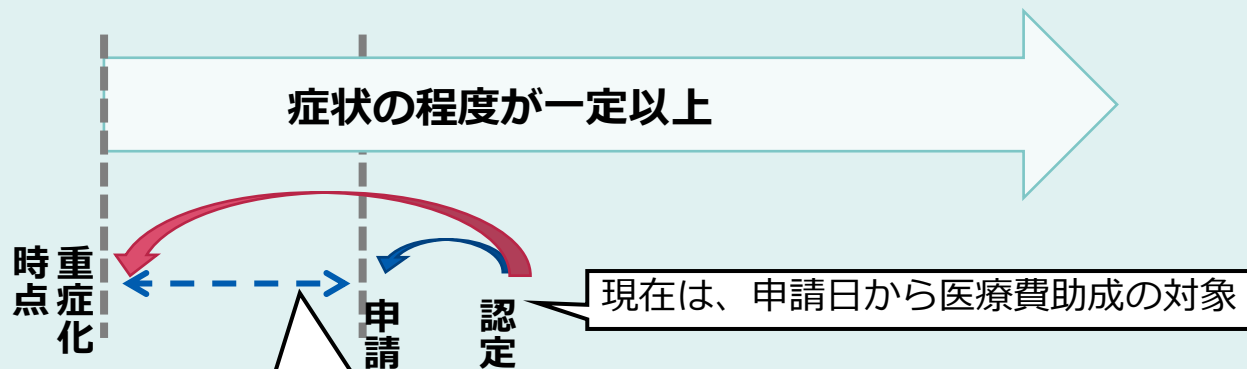 症状の程度が一定以上
重症化
時点
申請
認定
現在は、申請日から医療費助成の対象